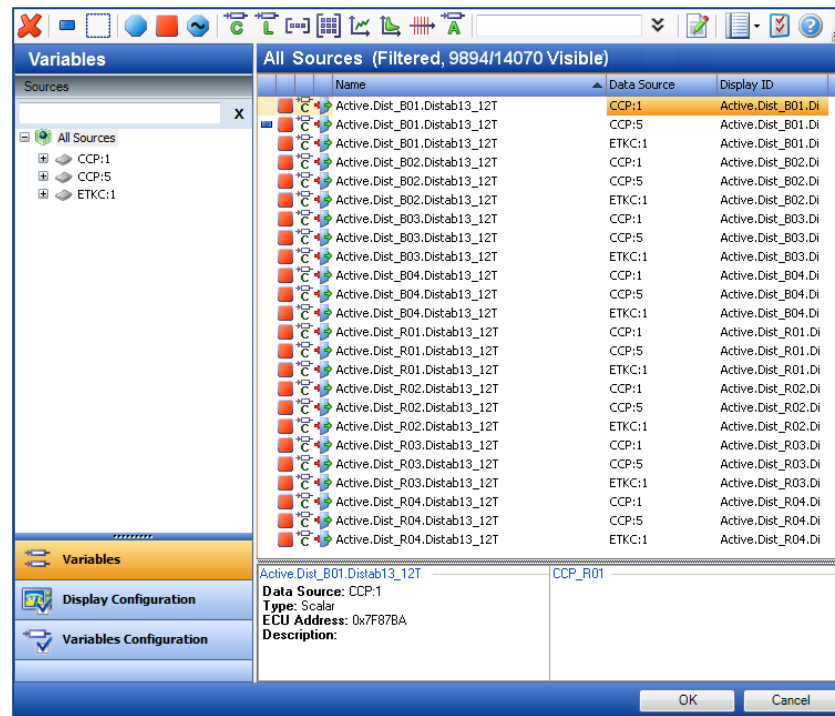 C L A
Variables
All Sources (Filtered, 9894/14070 Visible)
Sources
Name Data Source Display ID
X
All Sources
CCP:1
CCP:5
ETKC:1
C Active.Dist_B01.Distab13_12T CCP:1 Active.Dist_B01.Di
C Active.Dist_B01.Distab13_12T CCP:5 Active.Dist_B01.Di
C Active.Dist_B01.Distab13_12T ETKC:1 Active.Dist_B01.Di
C Active.Dist_B02.Distab13_12T CCP:1 Active.Dist_B02.Di
C Active.Dist_B02.Distab13_12T CCP:5 Active.Dist_B02.Di
C Active.Dist_B02.Distab13_12T ETKC:1 Active.Dist_B02.Di
C Active.Dist_B03.Distab13_12T CCP:1 Active.Dist_B03.Di
C Active.Dist_B03.Distab13_12T CCP:5 Active.Dist_B03.Di
C Active.Dist_B03.Distab13_12T ETKC:1 Active.Dist_B03.Di
C Active.Dist_B04.Distab13_12T CCP:1 Active.Dist_B04.Di
C Active.Dist_B04.Distab13_12T CCP:5 Active.Dist_B04.Di
C Active.Dist_B04.Distab13_12T ETKC:1 Active.Dist_B04.Di
C Active.Dist_R01.Distab13_12T CCP:1 Active.Dist_R01.Di
C Active.Dist_R01.Distab13_12T CCP:5 Active.Dist_R01.Di
C Active.Dist_R01.Distab13_12T ETKC:1 Active.Dist_R01.Di
C Active.Dist_R02.Distab13_12T CCP:1 Active.Dist_R02.Di
C Active.Dist_R02.Distab13_12T CCP:5 Active.Dist_R02.Di
C Active.Dist_R02.Distab13_12T ETKC:1 Active.Dist_R02.Di
C Active.Dist_R03.Distab13_12T CCP:1 Active.Dist_R03.Di
C Active.Dist_R03.Distab13_12T CCP:5 Active.Dist_R03.Di
C Active.Dist_R03.Distab13_12T ETKC:1 Active.Dist_R03.Di
C Active.Dist_R04.Distab13_12T CCP:1 Active.Dist_R04.Di
C Active.Dist_R04.Distab13_12T CCP:5 Active.Dist_R04.Di
C Active.Dist_R04.Distab13_12T ETKC:1 Active.Dist_R04.Di
Variables
Display Configuration
Variables Configuration
Active.Dist_B01.Distab13_12T CCP_R01
Data Source: CCP:1
Type: Scalar
ECU Address: 0x7F87BA
Description:
OK Cancel